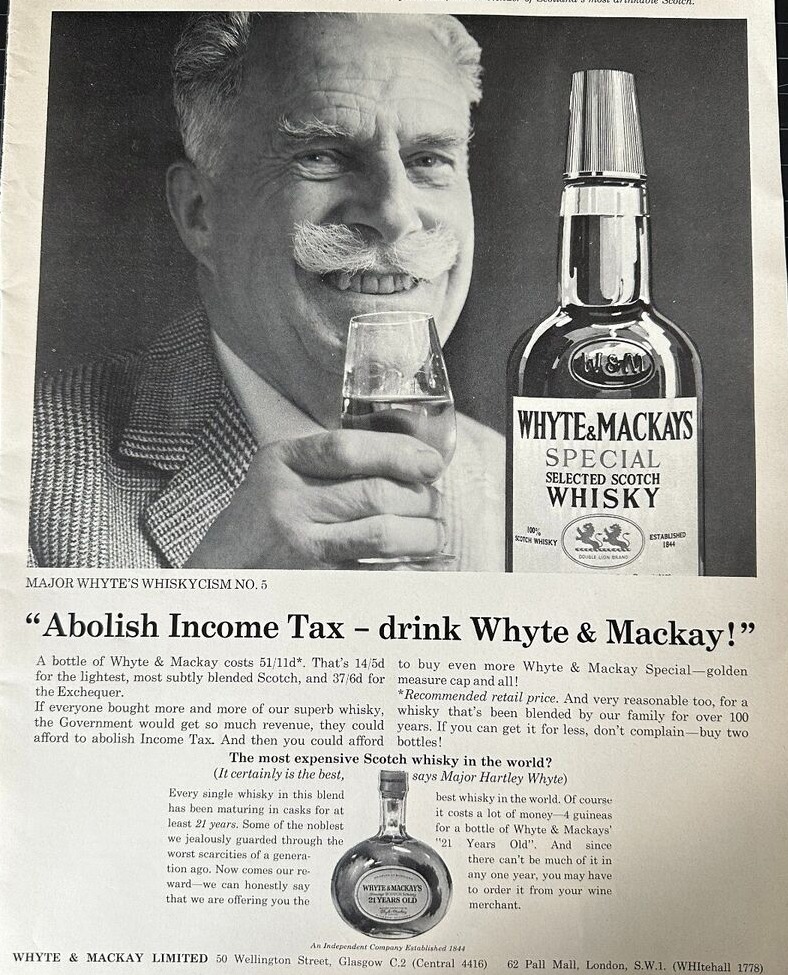 of Scotland's most drinkable Scotch.
W&M
WHYTE & MACKAYS
SPECIAL
SELECTED SCOTCH
WHISKY
100% SCOTCH WHISKY
ESTABLISHED 1844
DOUBLE LION BRAND
MAJOR WHYTE'S WHISKYCISM NO. 5
“Abolish Income Tax – drink Whyte & Mackay!”
A bottle of Whyte & Mackay costs 51/11d*. That's 14/5d
for the lightest, most subtly blended Scotch, and 37/6d for
the Exchequer.
If everyone bought more and more of our superb whisky,
the Government would get so much revenue, they could
afford to abolish Income Tax. And then you could afford
to buy even more Whyte & Mackay Special—golden
measure cap and all!
*Recommended retail price. And very reasonable too, for a
whisky that's been blended by our family for over 100
years. If you can get it for less, don't complain—buy two
bottles!
The most expensive Scotch whisky in the world?
(It certainly is the best, says Major Hartley Whyte)
Every single whisky in this blend
has been maturing in casks for at
least 21 years. Some of the noblest
we jealously guarded through the
worst scarcities of a genera-
tion ago. Now comes our re-
ward—we can honestly say
that we are offering you the
best whisky in the world. Of course
it costs a lot of money—4 guineas
for a bottle of Whyte & Mackays'
"21 Years Old". And since
there can't be much of it in
any one year, you may have
to order it from your wine
merchant.
WHYTE & MACKAY'S
21 YEARS OLD
An Independent Company Established 1844
WHYTE & MACKAY LIMITED 50 Wellington Street, Glasgow C.2 (Central 4416) 62 Pall Mall, London, S.W.1. (WHItehall 1778)